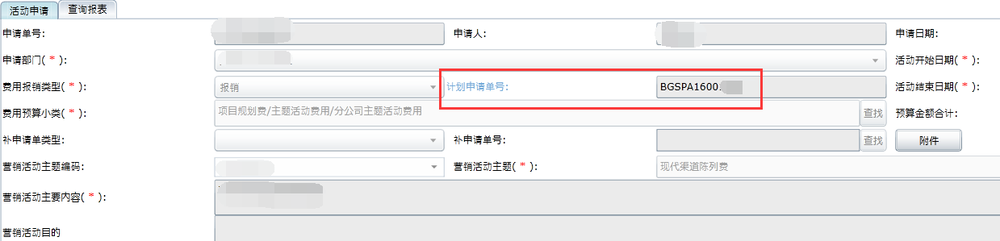 活动申请 查询报表
申请单号: 申请人: 申请日期:
申请部门( * ): 活动开始日期( * ):
费用报销类型( * ): 报销 计划申请单号: BGSPA1600 活动结束日期( * ):
费用预算小类( * ): 项目规划费/主题活动费用/分公司主题活动费用 查找 预算金额合计:
补申请单类型: 补申请单号: 查找 附件
营销活动主题编码: 营销活动主题( * ): 现代渠道陈列费
营销活动主要内容( * ):
营销活动目的